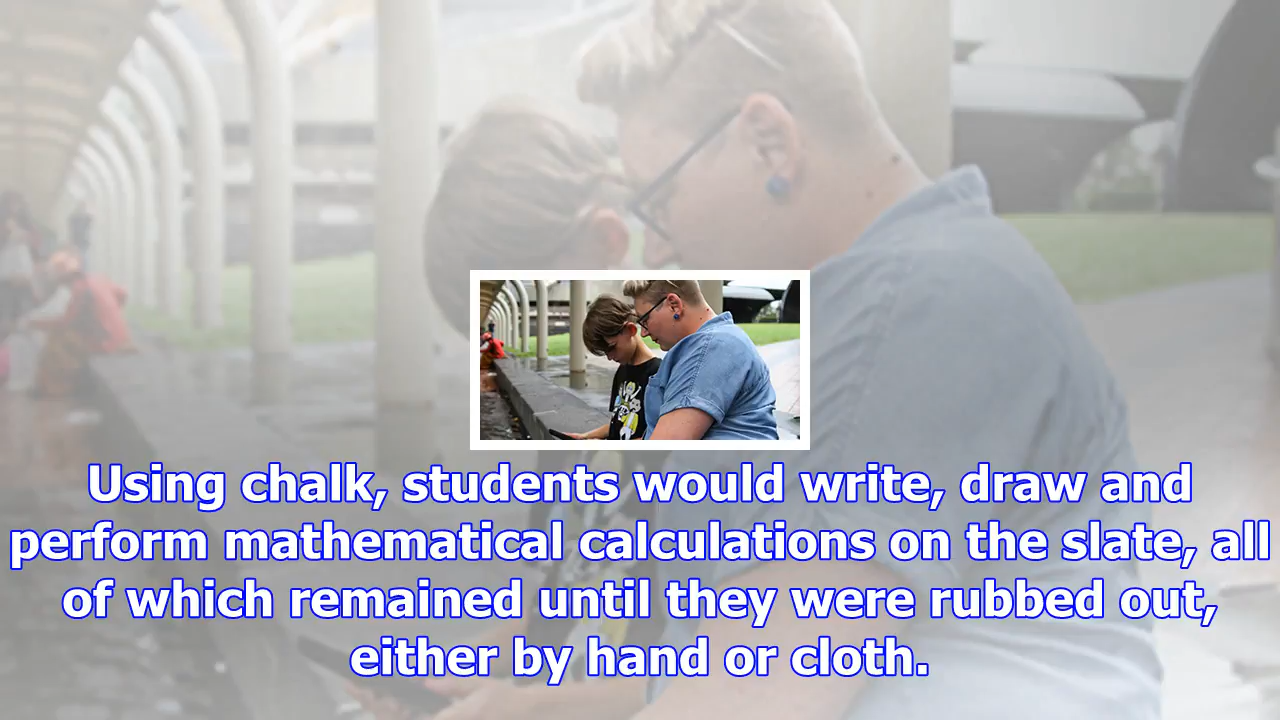 Using chalk, students would write, draw and
perform mathematical calculations on the slate, all
of which remained until they were rubbed out,
either by hand or cloth.